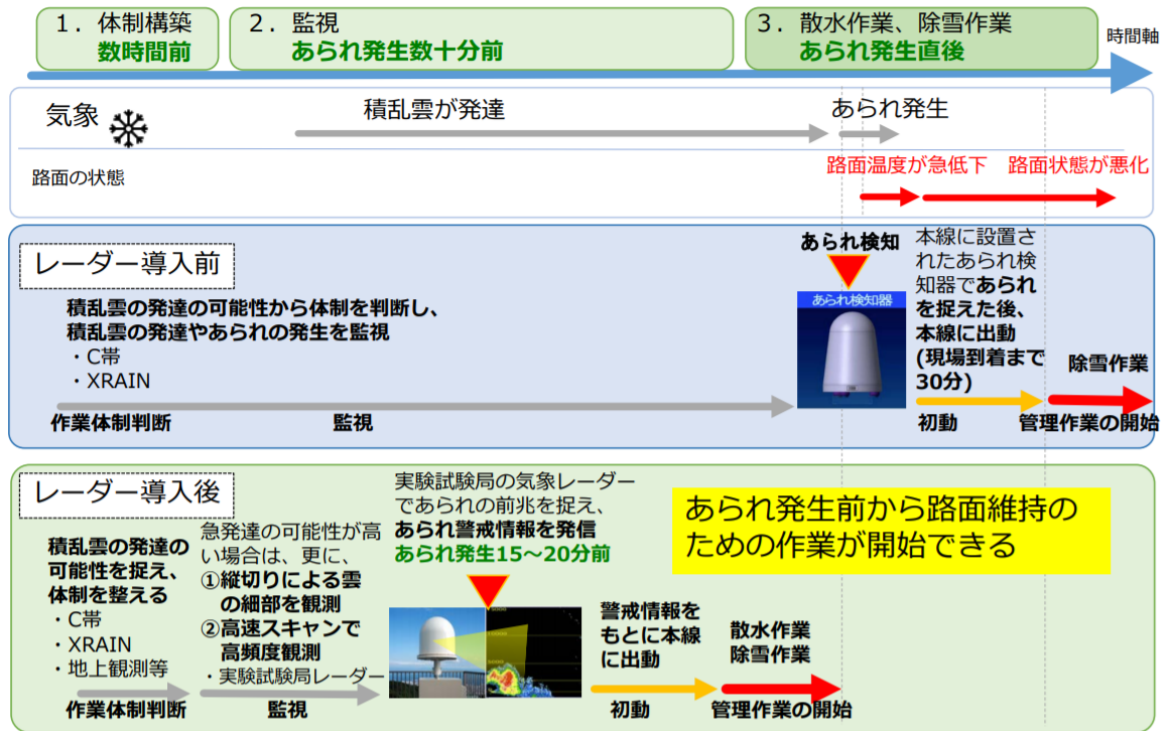 1．体制構築
数時間前
2．監視
あられ発生数十分前
3．散水作業、除雪作業
あられ発生直後
時間軸
気象
積乱雲が発達
あられ発生
路面の状態
路面温度が急低下
路面状態が悪化
レーダー導入前
積乱雲の発達の可能性から体制を判断し、
積乱雲の発達やあられの発生を監視
・C帯
・XRAIN
作業体制判断
監視
あられ検知
あられ検知器
本線に設置さ
れたあられ検
知器であられ
を捉えた後、
本線に出動
(現場到着まで
30分)
初動
除雪作業
管理作業の開始
レーダー導入後
積乱雲の発達の
可能性を捉え、
体制を整える
・C帯
・XRAIN
・地上観測等
作業体制判断
急発達の可能性が高
い場合は、更に、
①縦切りによる雲
の細部を観測
②高速スキャンで
高頻度観測
・実験試験局レーダー
監視
実験試験局の気象レーダー
であられの前兆を捉え、
あられ警戒情報を発信
あられ発生15～20分前
警戒情報を
もとに本線
に出動
初動
散水作業
除雪作業
管理作業の開始
あられ発生前から路面維持の
ための作業が開始できる